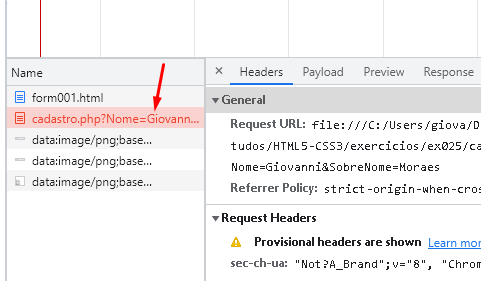 Name
form001.html
cadastro.php?Nome=Giovann...
data:image/png;base...
data:image/png;base...
data:image/png;base...
Headers Payload Preview Response
General
Request URL: file:///C:/Users/giova/D
tudos/HTML5-CSS3/exercicios/ex025/ca
Nome=Giovanni&SobreNome=Moraes
Referrer Policy: strict-origin-when-cros
Request Headers
Provisional headers are shown Learn mor
sec-ch-ua: "Not?A_Brand";v="8", "Chrom